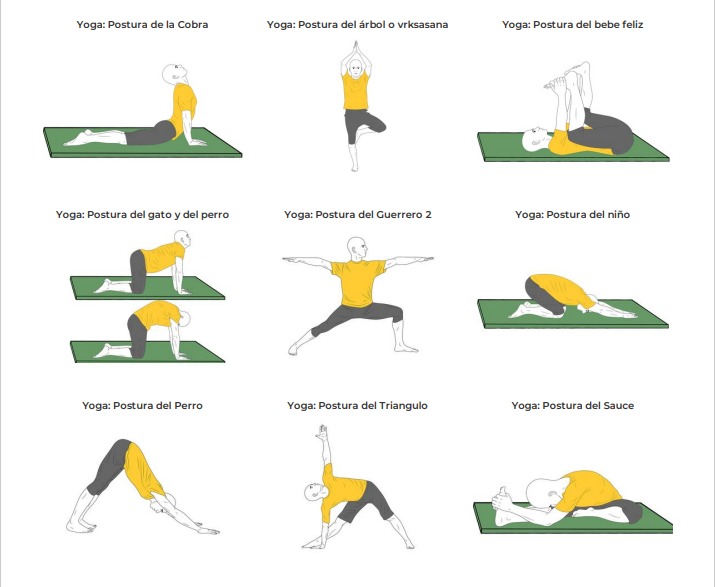 Yoga: Postura de la Cobra
Yoga: Postura del árbol o vrksasana
Yoga: Postura del bebe feliz
Yoga: Postura del gato y del perro
Yoga: Postura del Guerrero 2
Yoga: Postura del niño
Yoga: Postura del Perro
Yoga: Postura del Triangulo
Yoga: Postura del Sauce